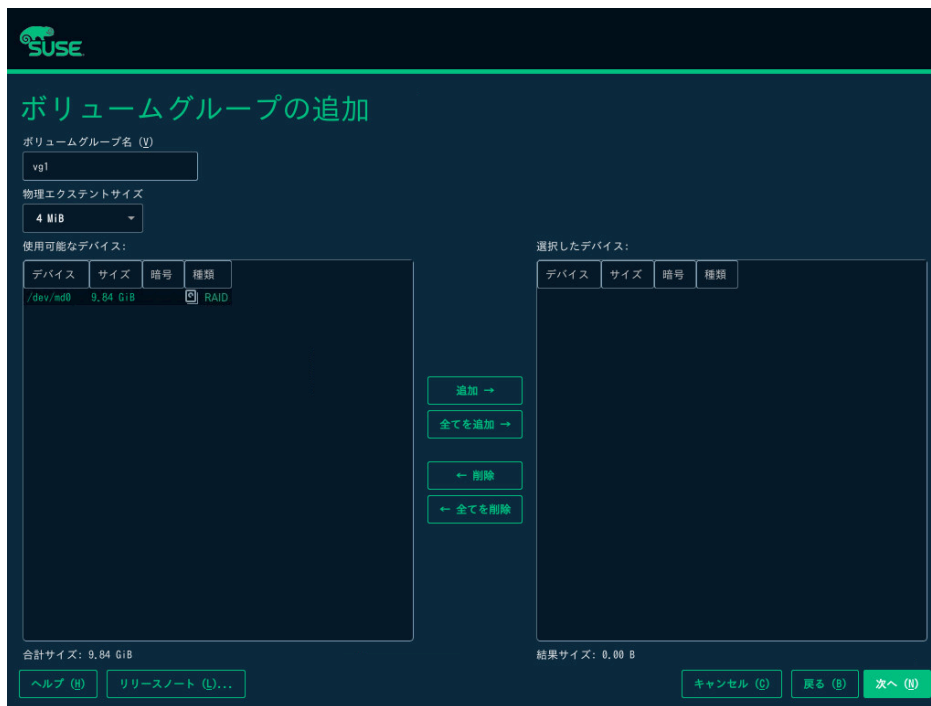 SUSE
ボリュームグループの追加
ボリュームグループ名 (V)
vg1
物理エクステントサイズ
4 MiB
使用可能なデバイス:
デバイス サイズ 暗号 種類
/dev/md0 9.84 GiB RAID
追加 →
全てを追加 →
← 削除
← 全てを削除
選択したデバイス:
デバイス サイズ 暗号 種類
合計サイズ: 9.84 GiB
結果サイズ: 0.00 B
ヘルプ (H) リリースノート (L)... キャンセル (C) 戻る (B) 次へ (N)